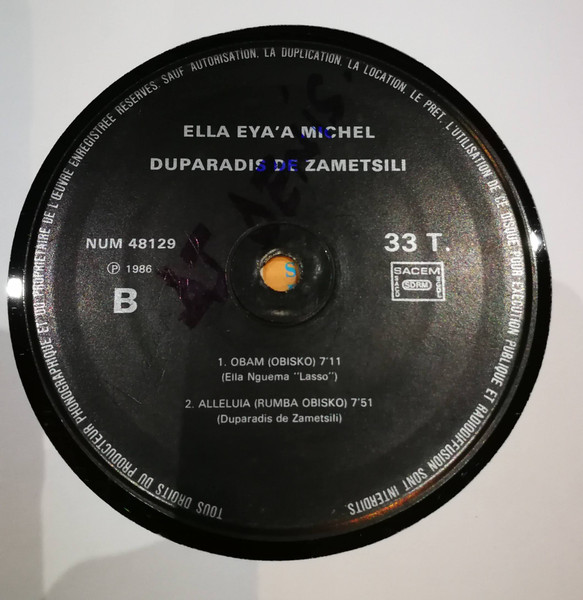 TOUS DROITS DU PRODUCTEUR PHONOGRAPHIQUE ET DU PROPRIETAIRE DE L'ŒUVRE ENREGISTREE RESERVES. SAUF AUTORISATION, LA DUPLICATION, LA LOCATION, LE PRET, L'UTILISATION DE CE DISQUE POUR EXECUTION PUBLIQUE ET RADIODIFFUSION SONT INTERDITS.
ELLA EYA'A MICHEL
DUPARADIS DE ZAMETSILI
NUM 48129
33 T.
℗ 1986
SACEM
SDRM
B
1. OBAM (OBISKO) 7'11
(Ella Nguema "Lasso")
2. ALLELUIA (RUMBA OBISKO) 7'51
(Duparadis de Zametsili)